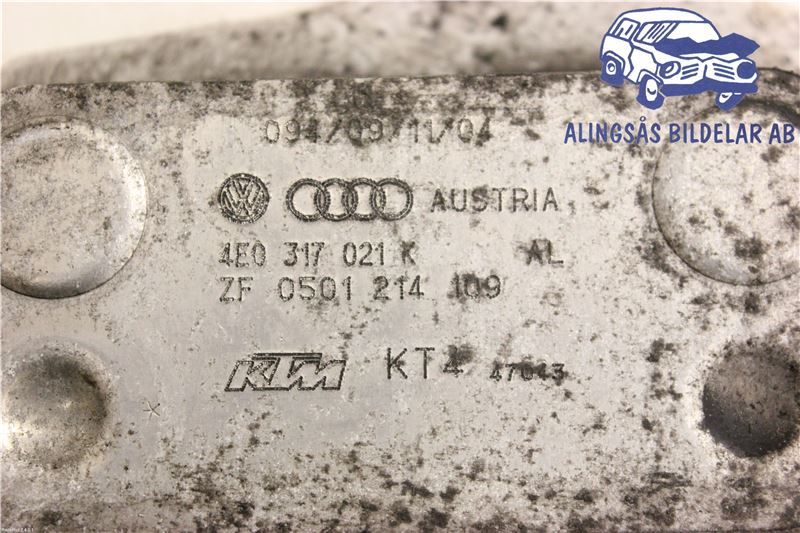 ALINGSÅS BILDELAR AB
094/09/11/04
VW AUSTRIA
4E0 317 021 K AL
ZF 0501 214 109
KTM KT4 47043